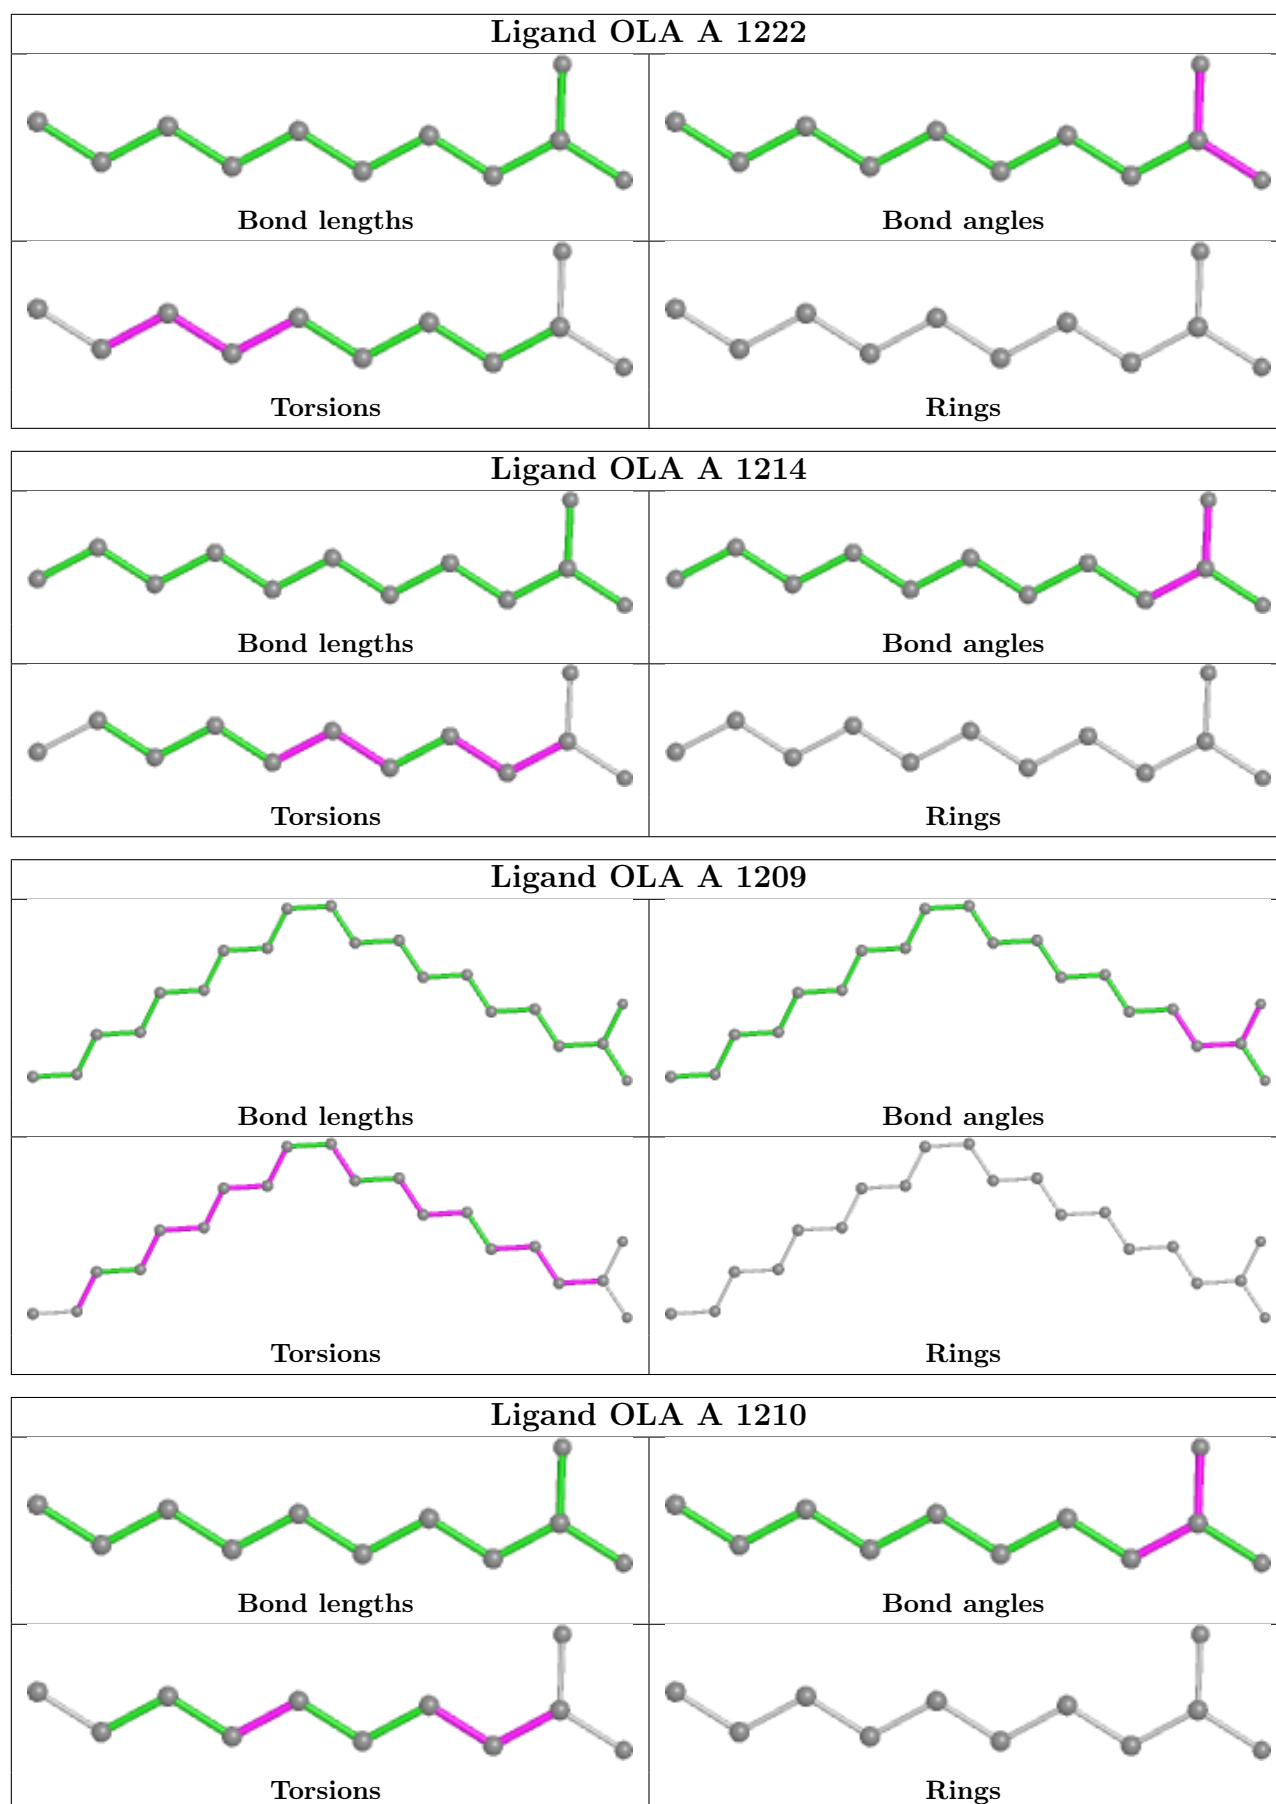 Ligand OLA A 1222
Bond lengths
Bond angles
Torsions
Rings
Ligand OLA A 1214
Bond lengths
Bond angles
Torsions
Rings
Ligand OLA A 1209
Bond lengths
Bond angles
Torsions
Rings
Ligand OLA A 1210
Bond lengths
Bond angles
Torsions
Rings